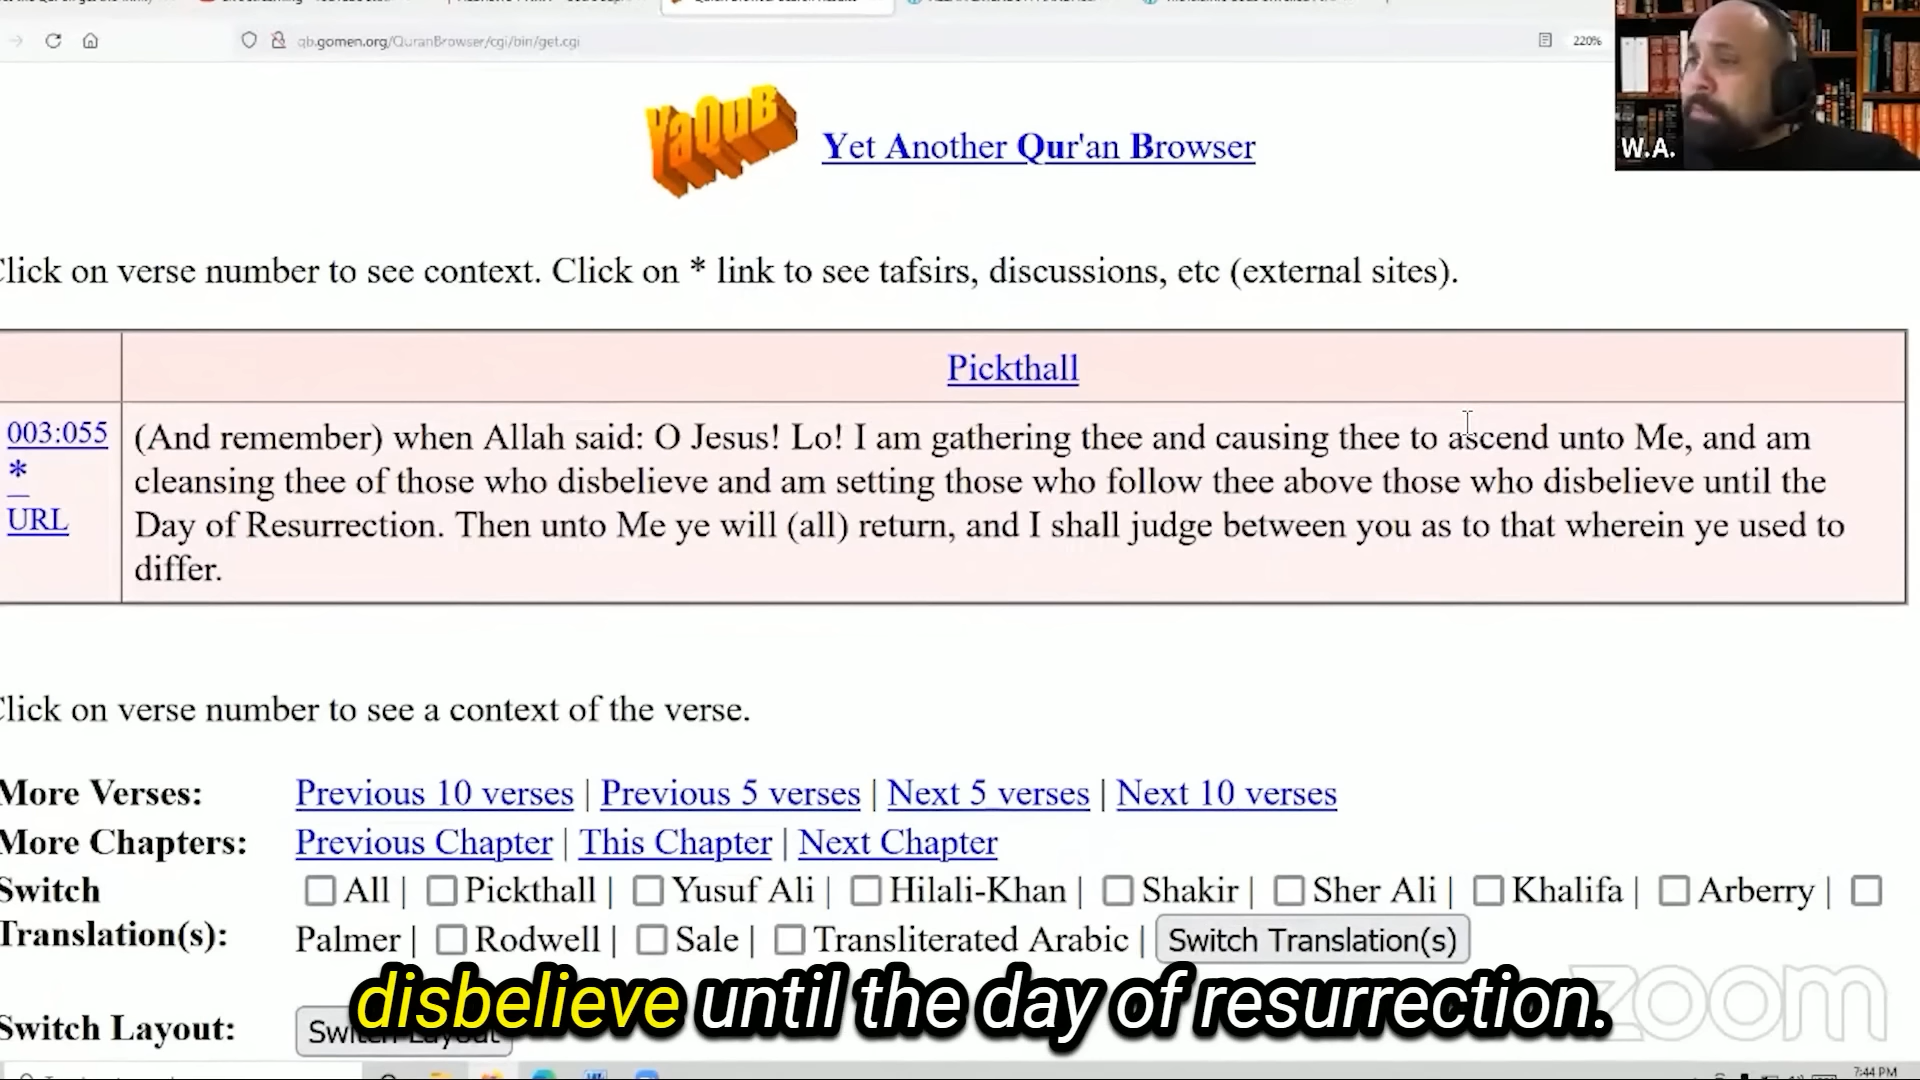 qb.gomen.org/QuranBrowser/cgi/bin/get.cgi
220%
W.A.
YaQuB
Yet Another Qur'an Browser
Click on verse number to see context. Click on * link to see tafsirs, discussions, etc (external sites).
Pickthall
003:055
*
URL
(And remember) when Allah said: O Jesus! Lo! I am gathering thee and causing thee to ascend unto Me, and am
cleansing thee of those who disbelieve and am setting those who follow thee above those who disbelieve until the
Day of Resurrection. Then unto Me ye will (all) return, and I shall judge between you as to that wherein ye used to
differ.
Click on verse number to see a context of the verse.
More Verses: Previous 10 verses | Previous 5 verses | Next 5 verses | Next 10 verses
More Chapters: Previous Chapter | This Chapter | Next Chapter
Switch All | Pickthall | Yusuf Ali | Hilali-Khan | Shakir | Sher Ali | Khalifa | Arberry |
Translation(s): Palmer | Rodwell | Sale | Transliterated Arabic | Switch Translation(s)
disbelieve until the day of resurrection.
zoom
Switch Layout: Switch Layout
7:44 PM